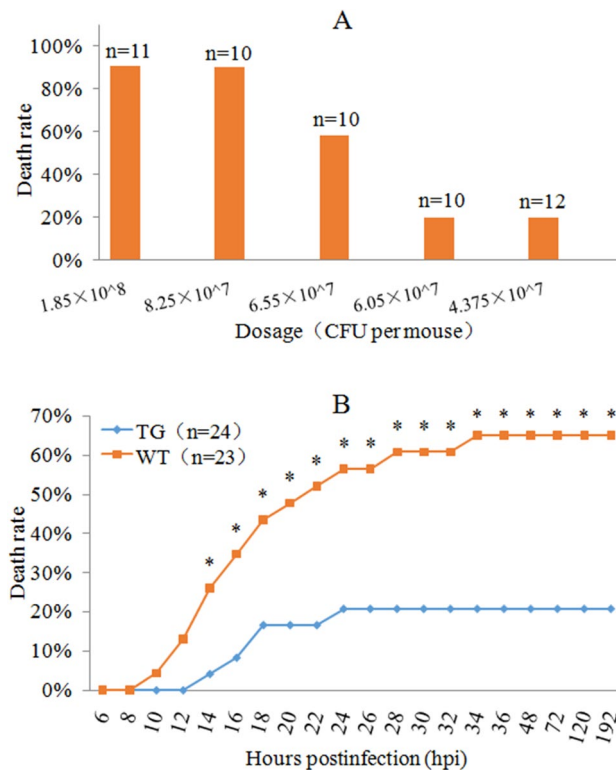 A
n=11
n=10
n=10
n=10
n=12
100%
80%
60%
40%
20%
0%
Death rate
1.85×10^8
8.25×10^7
6.55×10^7
6.05×10^7
4.375×10^7
Dosage（CFU per mouse）
B
TG（n=24）
WT（n=23）
* * * * * * * * * * * * * * * *
70%
60%
50%
40%
30%
20%
10%
0%
Death rate
6 8 10 12 14 16 18 20 22 24 26 28 30 32 34 36 48 72 120 192
Hours postinfection (hpi)